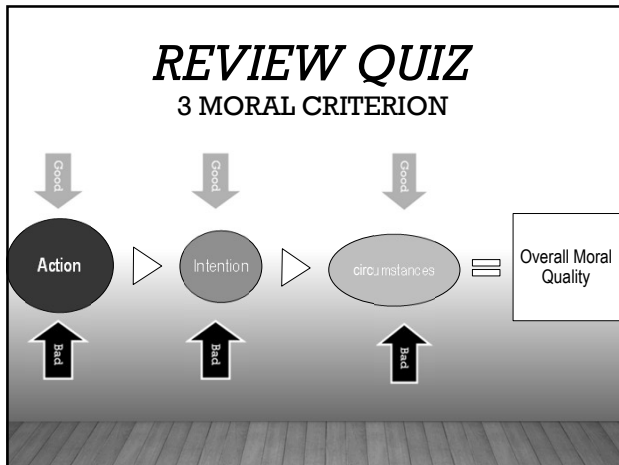 REVIEW QUIZ
3 MORAL CRITERION
Good
Good
Good
Action
Intention
circumstances
Overall Moral
Quality
Bad
Bad
Bad